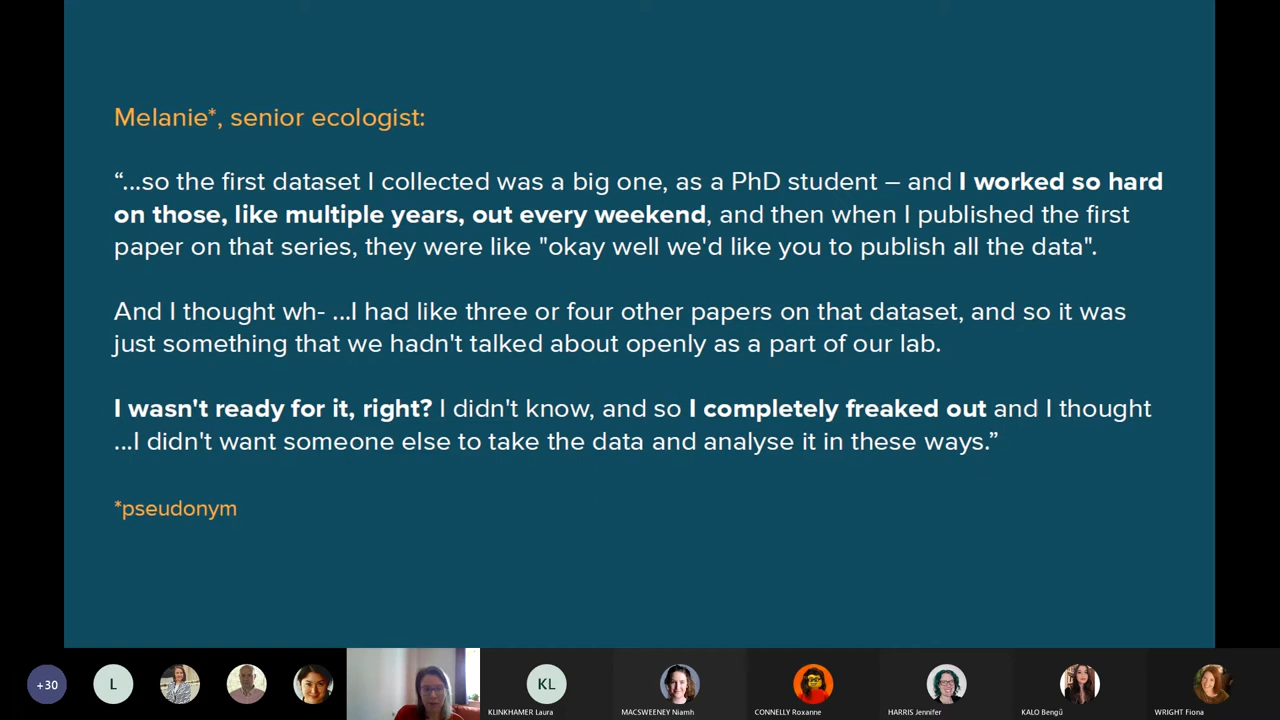 Melanie*, senior ecologist:
“...so the first dataset I collected was a big one, as a PhD student – and I worked so hard
on those, like multiple years, out every weekend, and then when I published the first
paper on that series, they were like "okay well we'd like you to publish all the data".
And I thought wh- ...I had like three or four other papers on that dataset, and so it was
just something that we hadn't talked about openly as a part of our lab.
I wasn't ready for it, right? I didn't know, and so I completely freaked out and I thought
...I didn't want someone else to take the data and analyse it in these ways.”
*pseudonym
+30
L
KL
KLINKHAMER Laura
MACSWEENEY Niamh
CONNELLY Roxanne
HARRIS Jennifer
KALO Bengü
WRIGHT Fiona